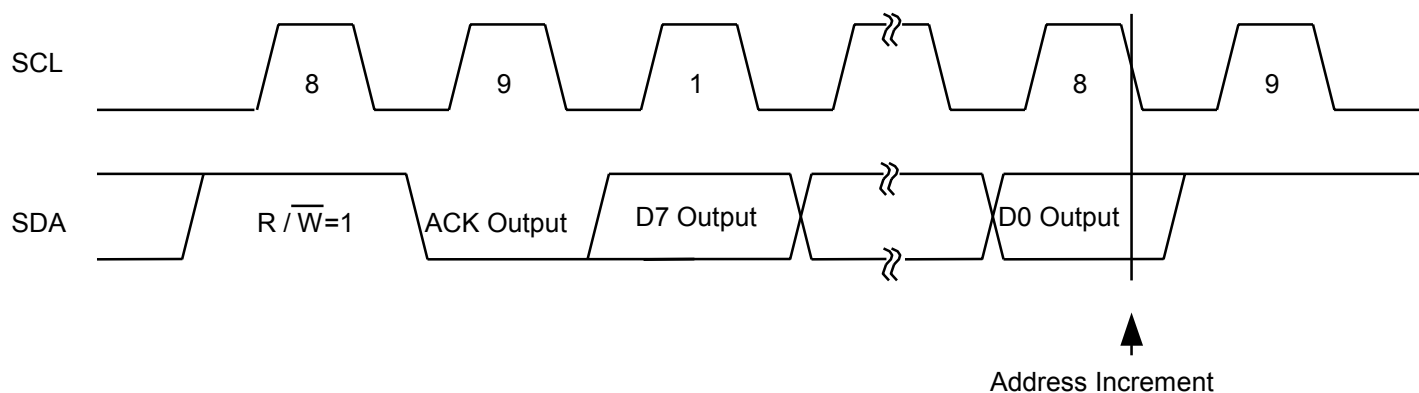 SCL
8
9
1
8
9
SDA
R / W̅=1
ACK Output
D7 Output
D0 Output
Address Increment